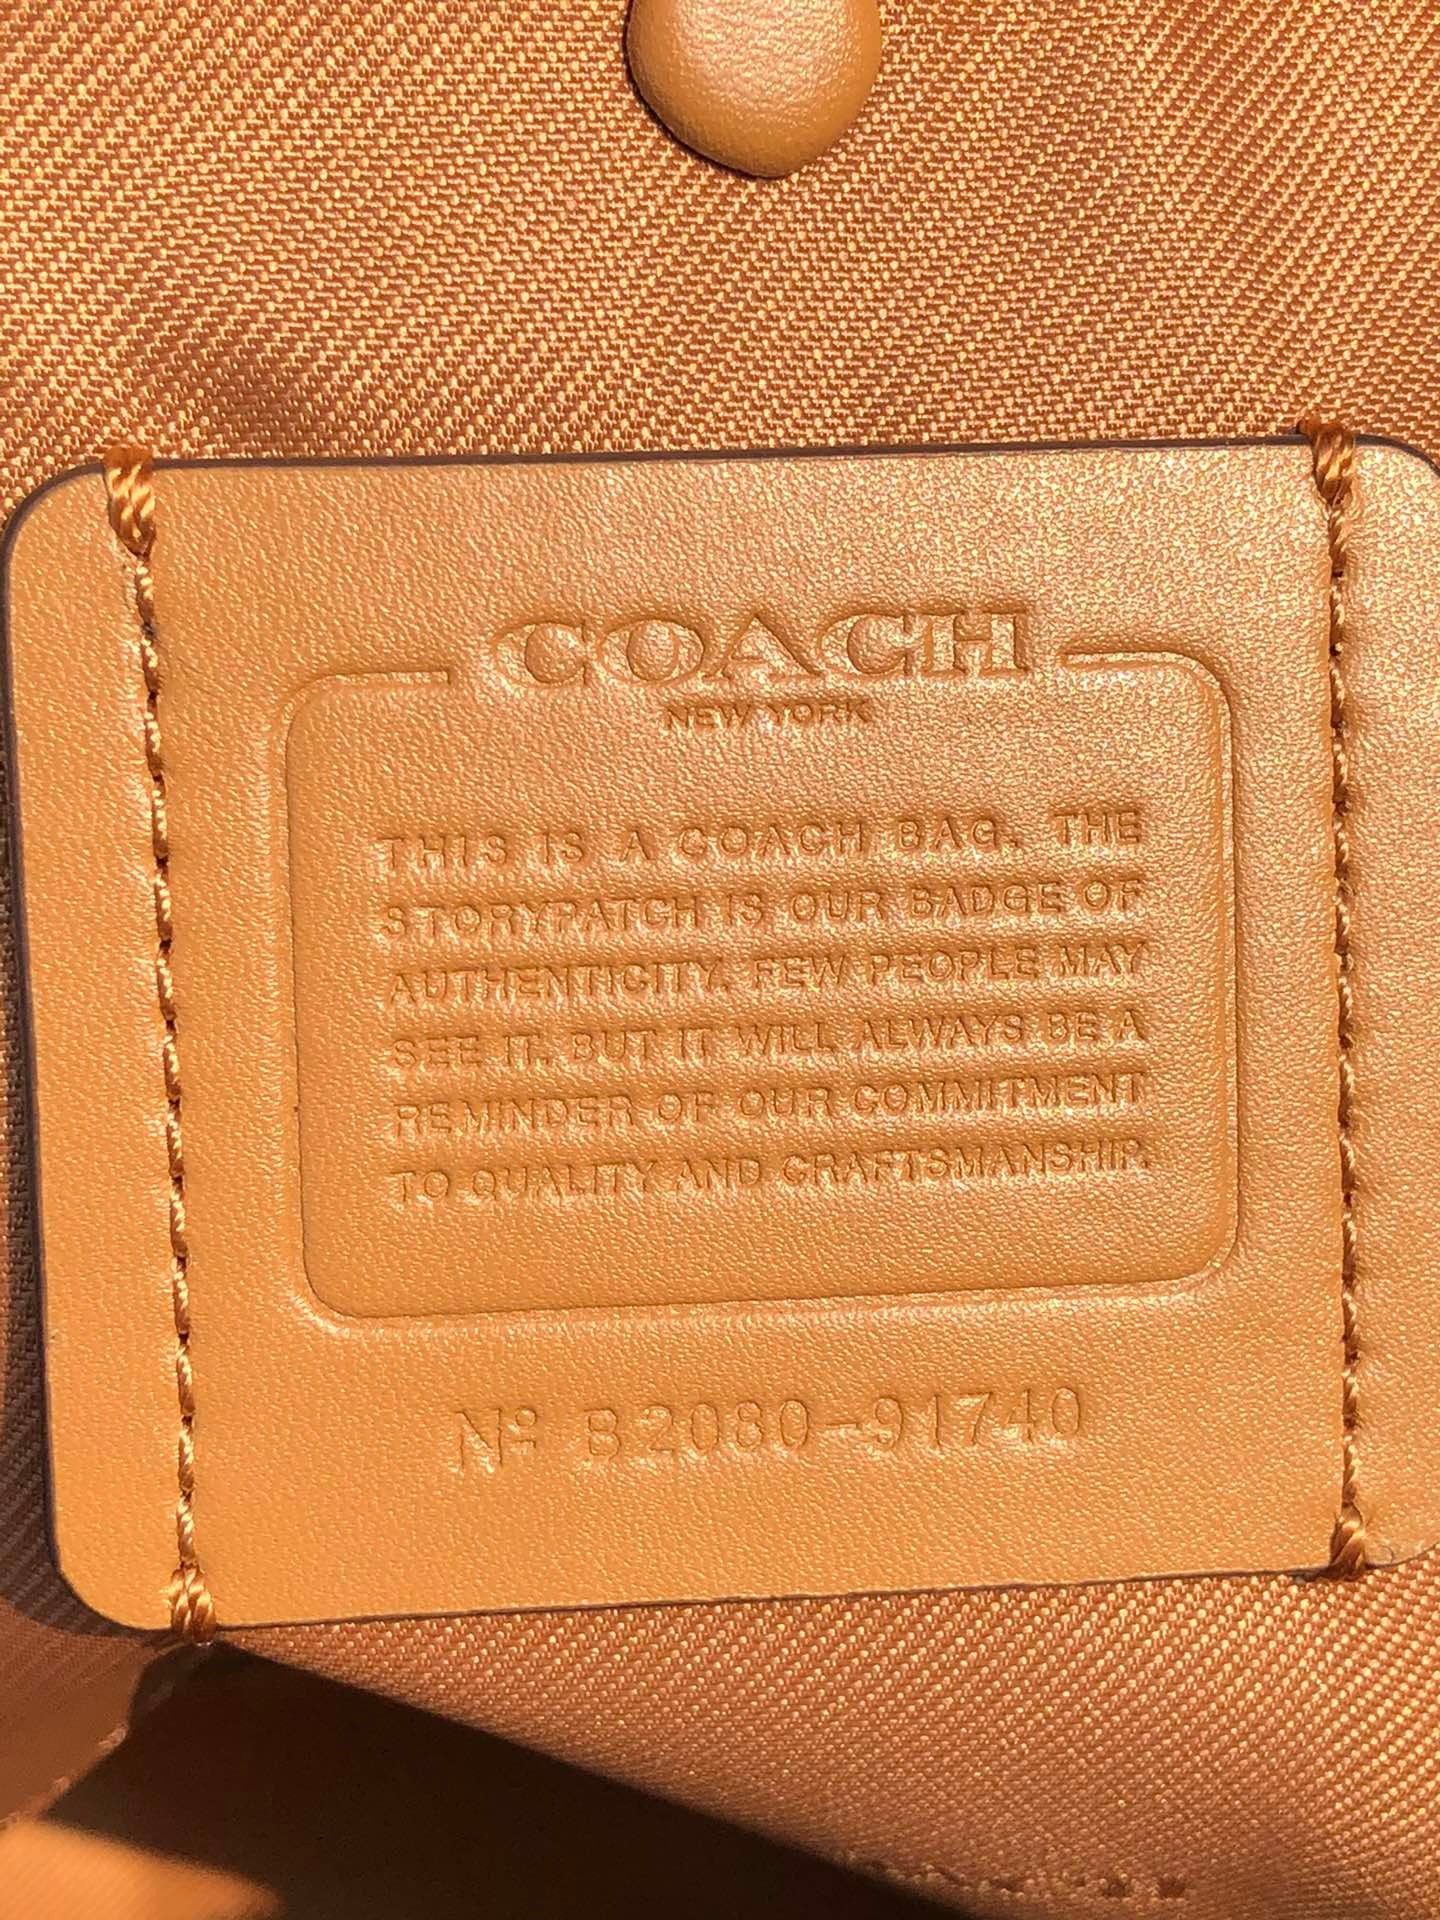 COACH
NEW YORK
THIS IS A COACH BAG. THE
STORYPATCH IS OUR BADGE OF
AUTHENTICITY. FEW PEOPLE MAY
SEE IT, BUT IT WILL ALWAYS BE A
REMINDER OF OUR COMMITMENT
TO QUALITY AND CRAFTSMANSHIP.
Nº B2080-91740